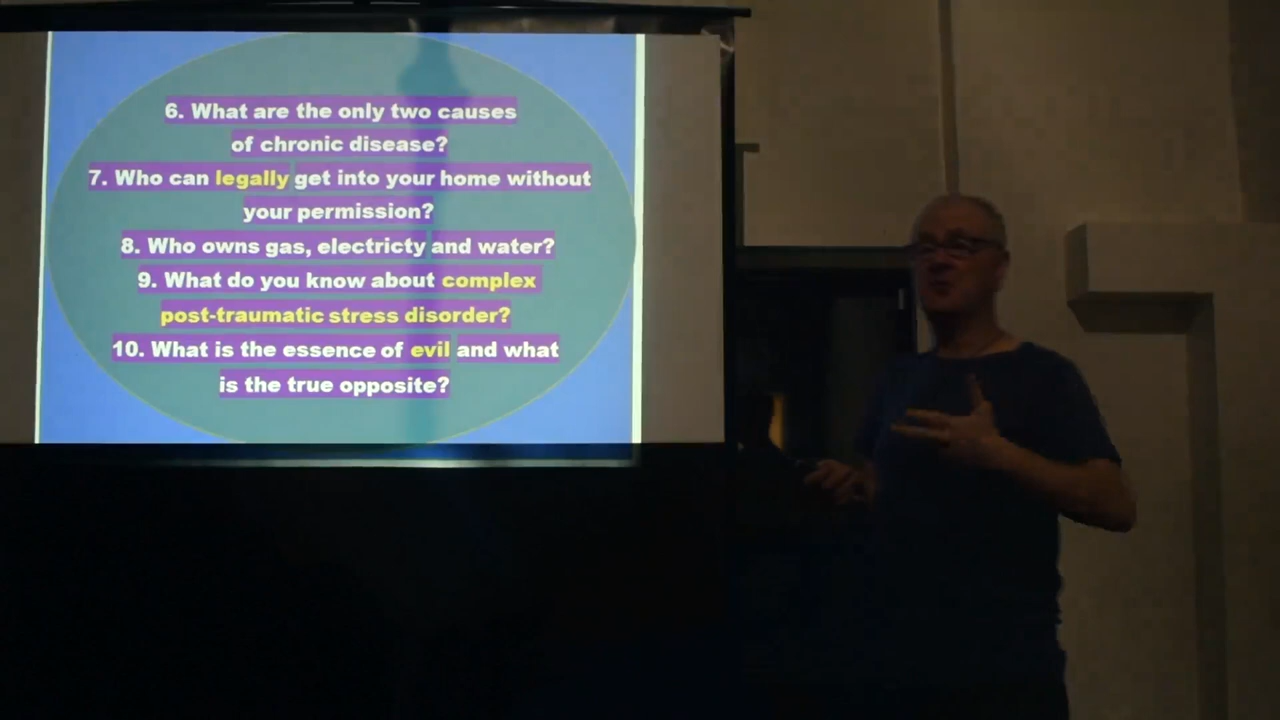 6. What are the only two causes
of chronic disease?
7. Who can legally get into your home without
your permission?
8. Who owns gas, electricty and water?
9. What do you know about complex
post-traumatic stress disorder?
10. What is the essence of evil and what
is the true opposite?